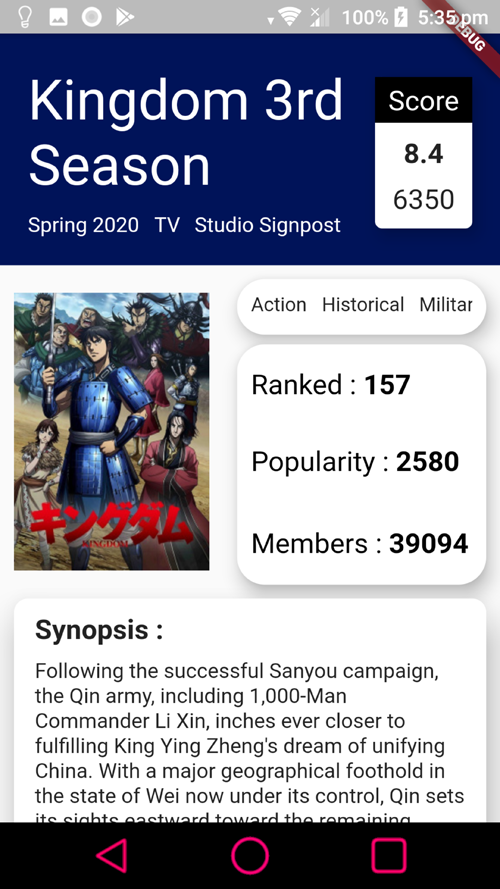 100% 5:35 pm
Kingdom 3rd
Season
Spring 2020 TV Studio Signpost
Score
8.4
6350
Action Historical Militar
Ranked : 157
Popularity : 2580
Members : 39094
キングダム
KINGDOM
Synopsis :
Following the successful Sanyou campaign,
the Qin army, including 1,000-Man
Commander Li Xin, inches ever closer to
fulfilling King Ying Zheng's dream of unifying
China. With a major geographical foothold in
the state of Wei now under its control, Qin sets
its sights eastward toward the remaining